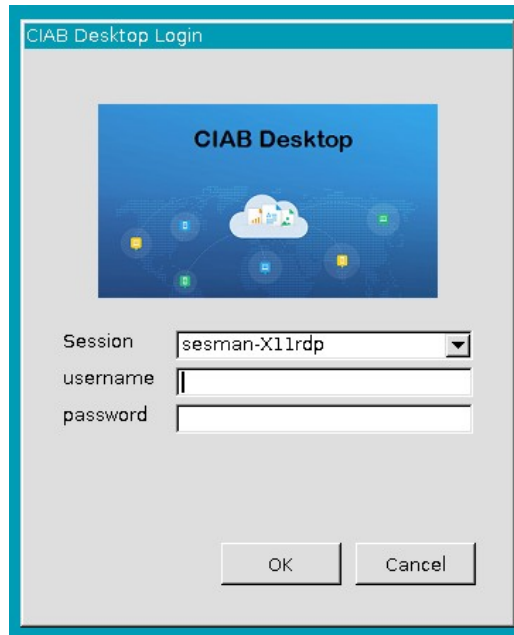 CIAB Desktop Login
CIAB Desktop
Session sesman-X11rdp
username
password
OK Cancel